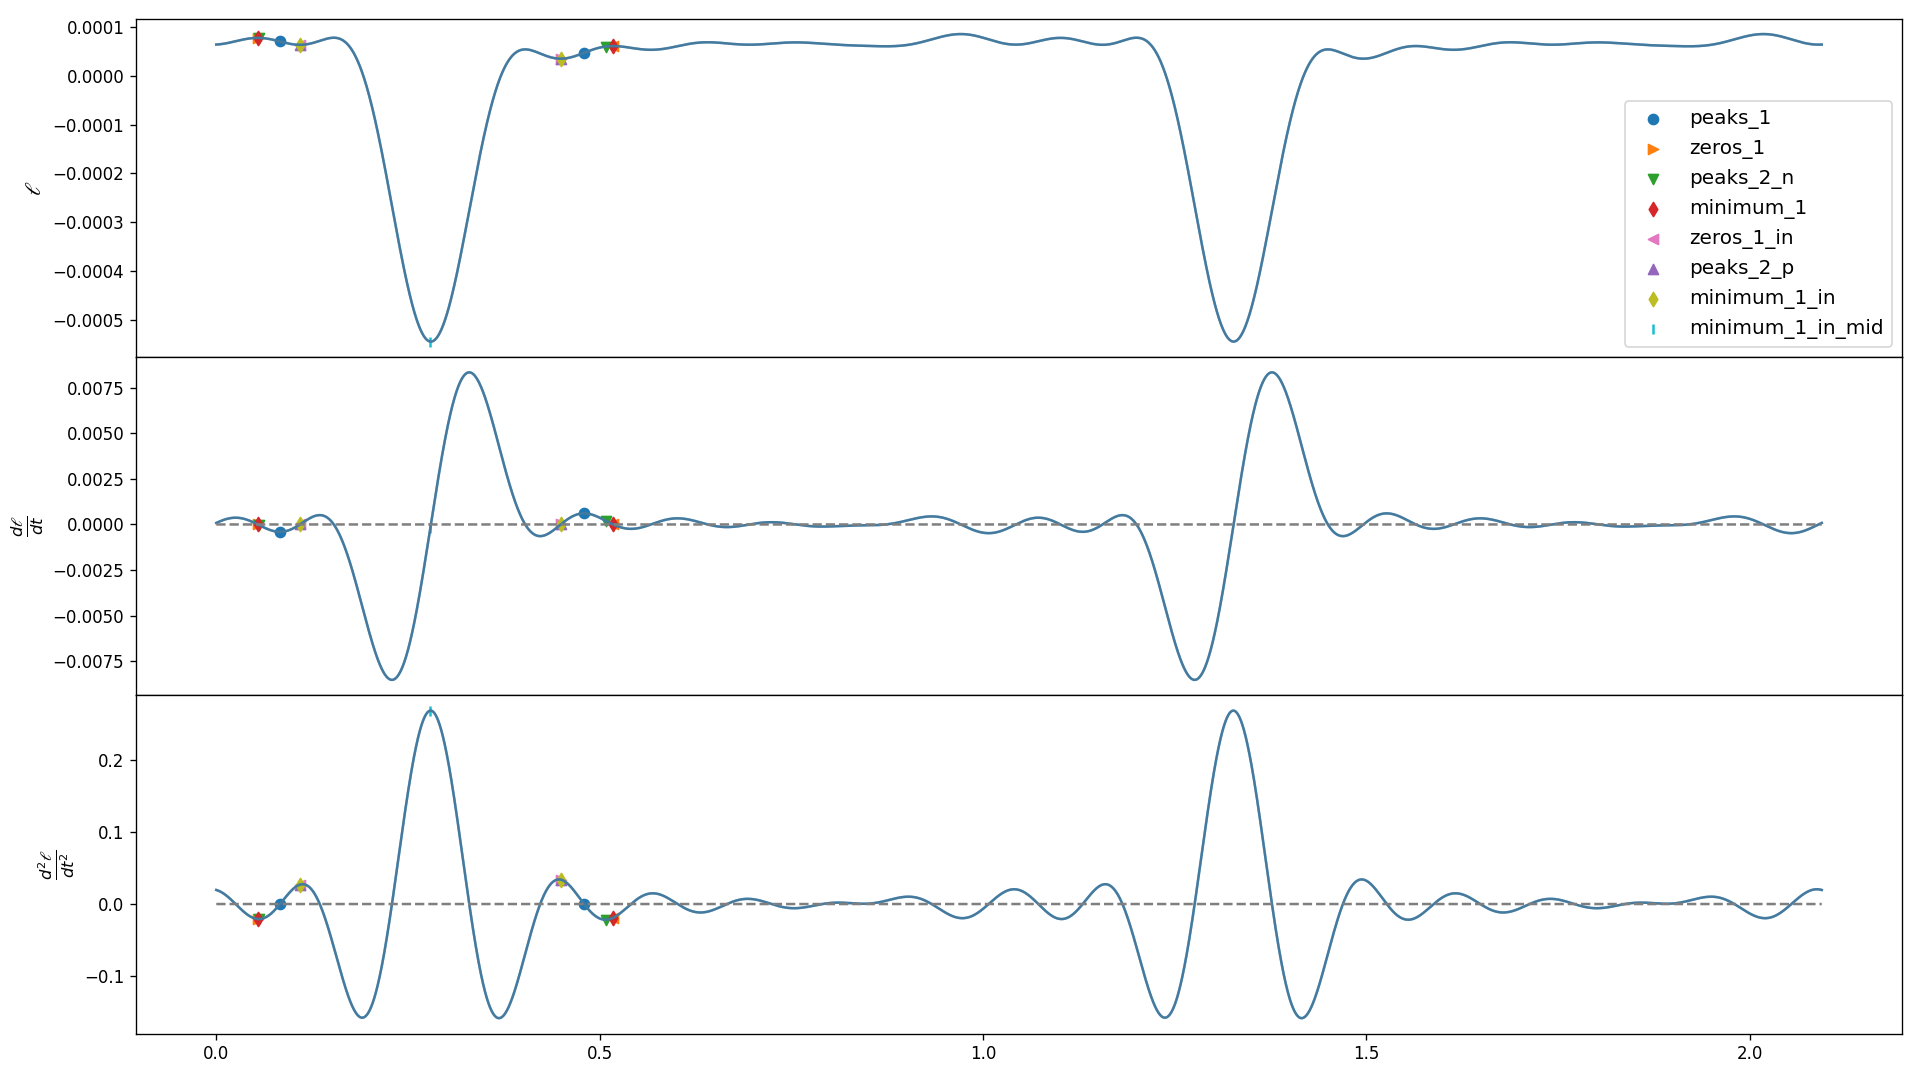 0.0001
0.0000
−0.0001
−0.0002
−0.0003
−0.0004
−0.0005
ℓ
peaks_1
zeros_1
peaks_2_n
minimum_1
zeros_1_in
peaks_2_p
minimum_1_in
minimum_1_in_mid
0.0075
0.0050
0.0025
0.0000
−0.0025
−0.0050
−0.0075
dℓ
dt
0.2
0.1
0.0
−0.1
d²ℓ
dt²
0.0 0.5 1.0 1.5 2.0